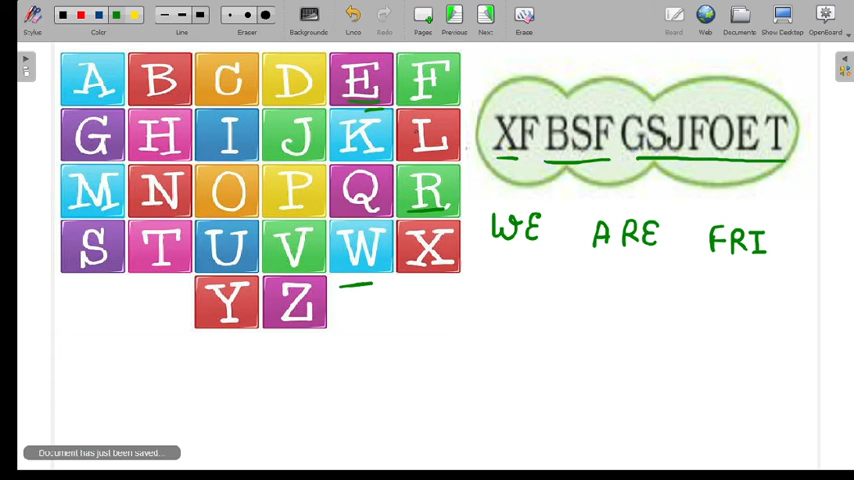 Stylus Color Line Eraser Backgrounds Undo Redo Pages Previous Next Erase Board Web Documents Show Desktop OpenBoard
A B C D E F
G H I J K L
M N O P Q R
S T U V W X
Y Z
XF BSF GSJFOE T
WE ARE FRI
Document has just been saved...